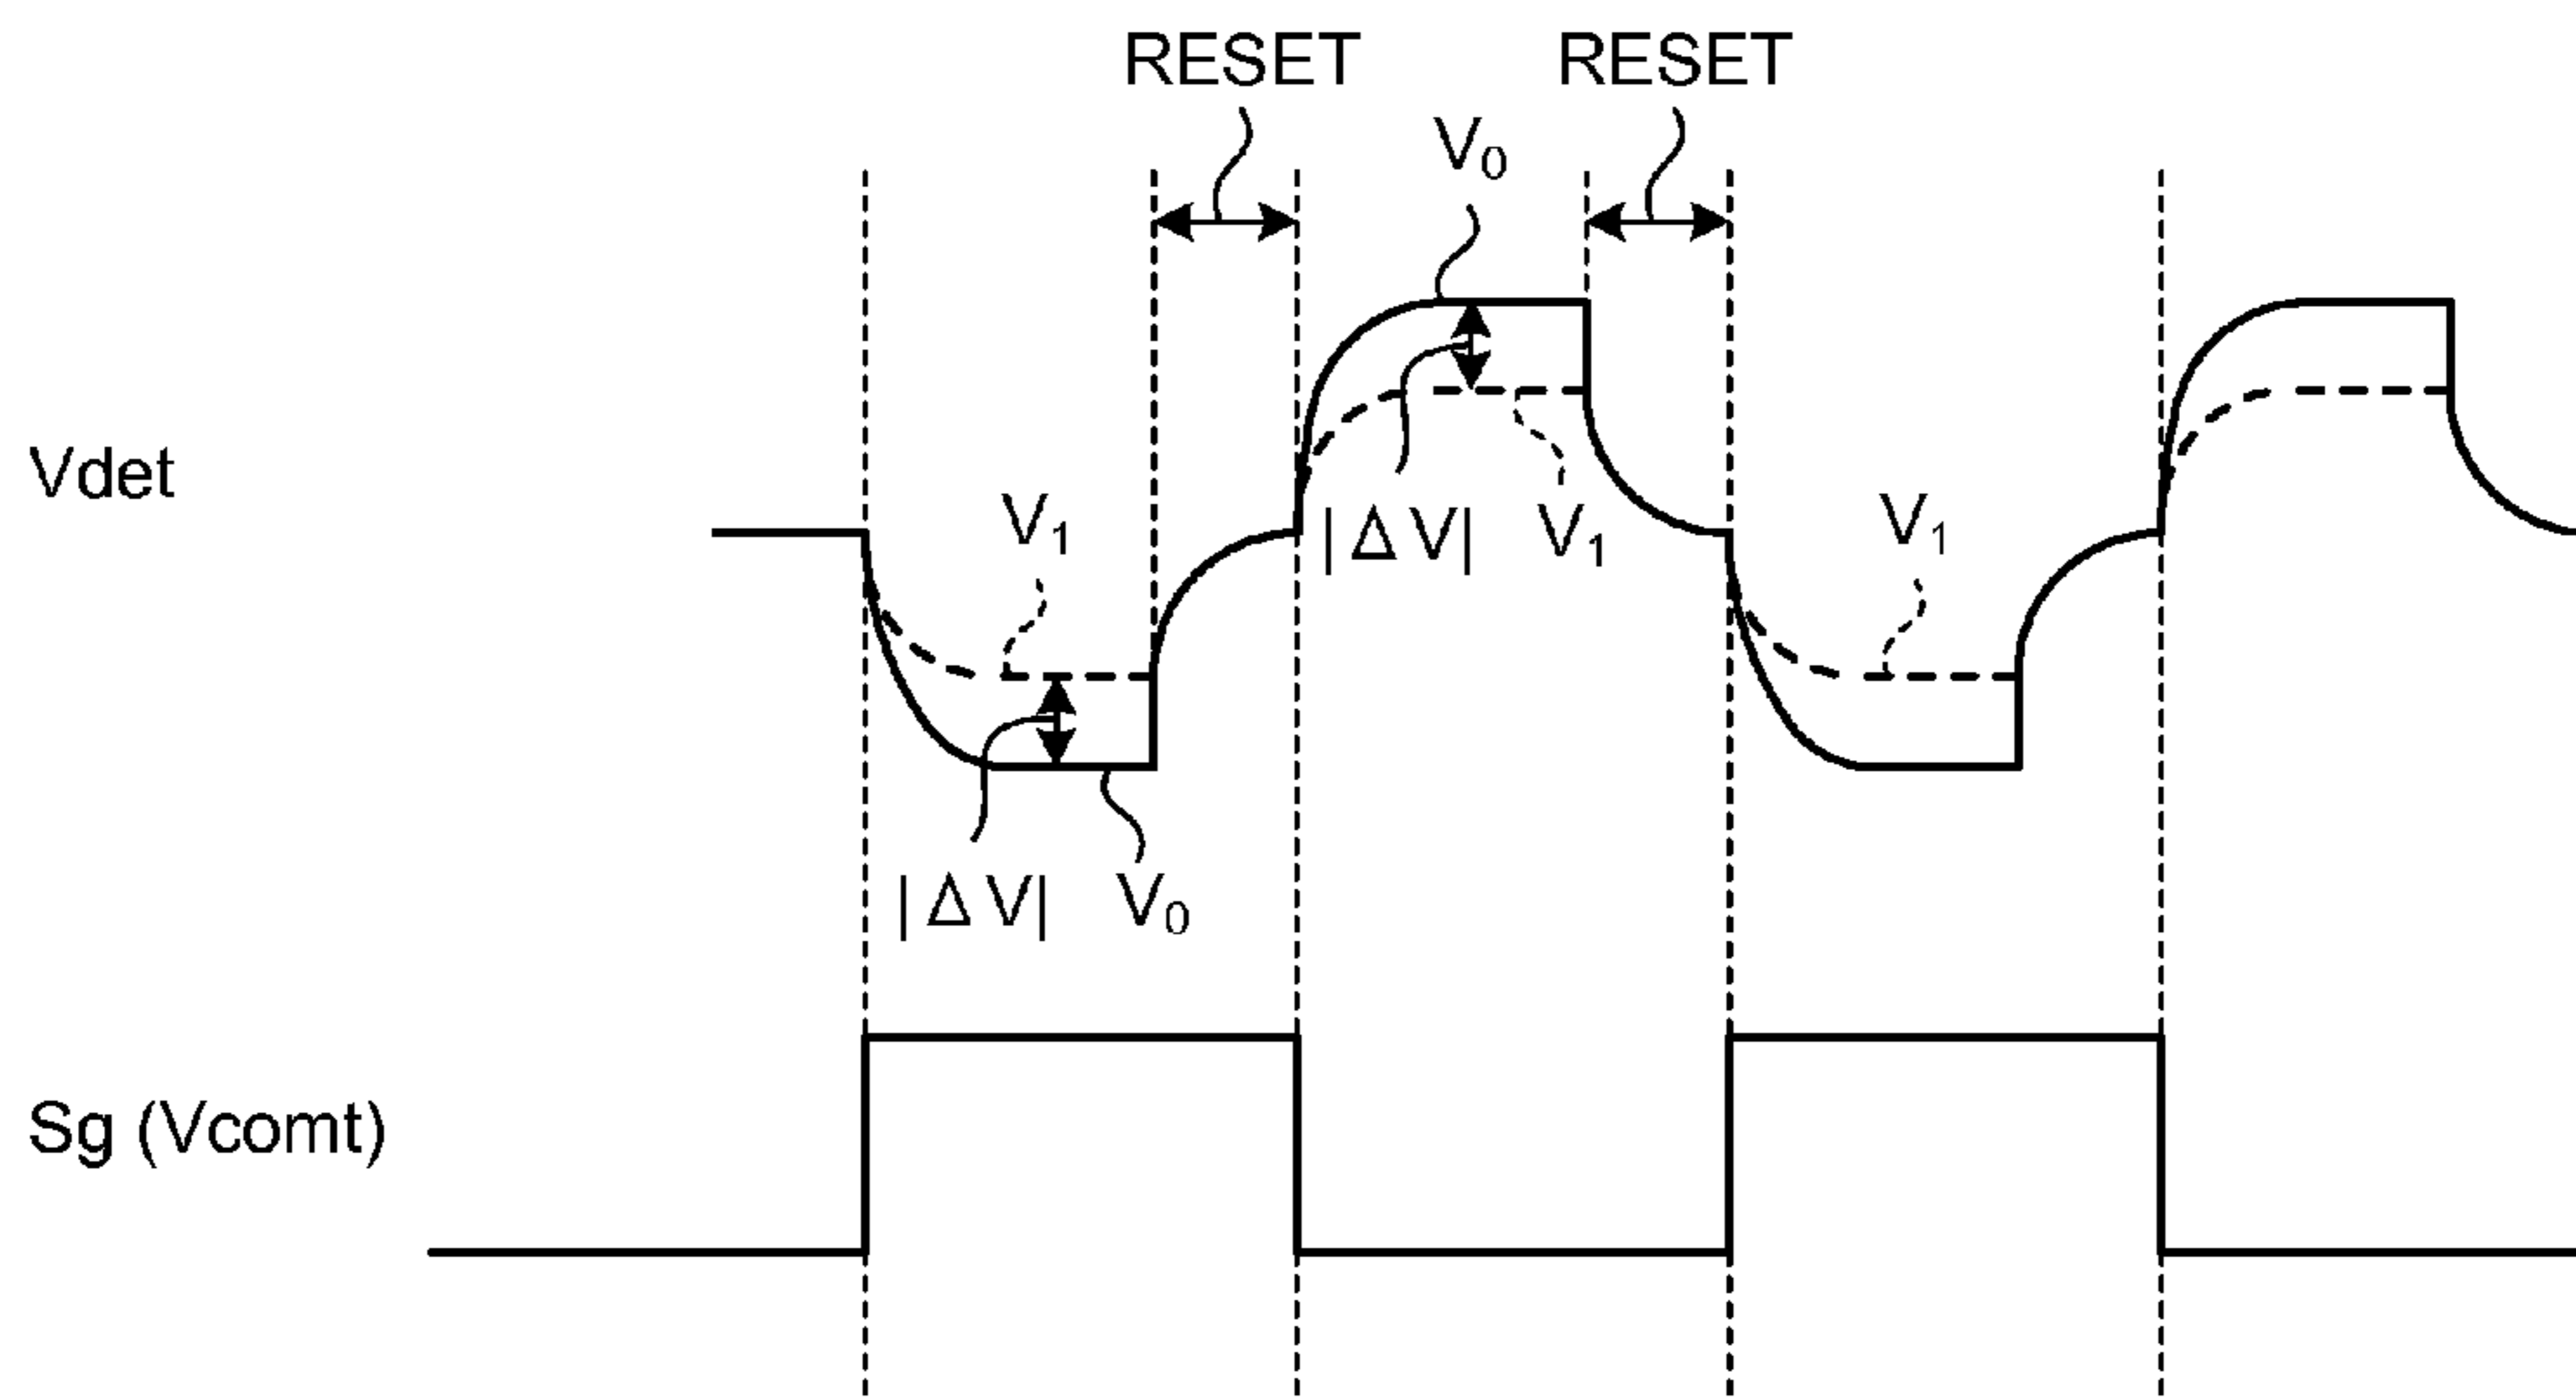 RESET RESET
V₀
Vdet
V₁ |ΔV| V₁ V₁
|ΔV| V₀
Sg (Vcomt)